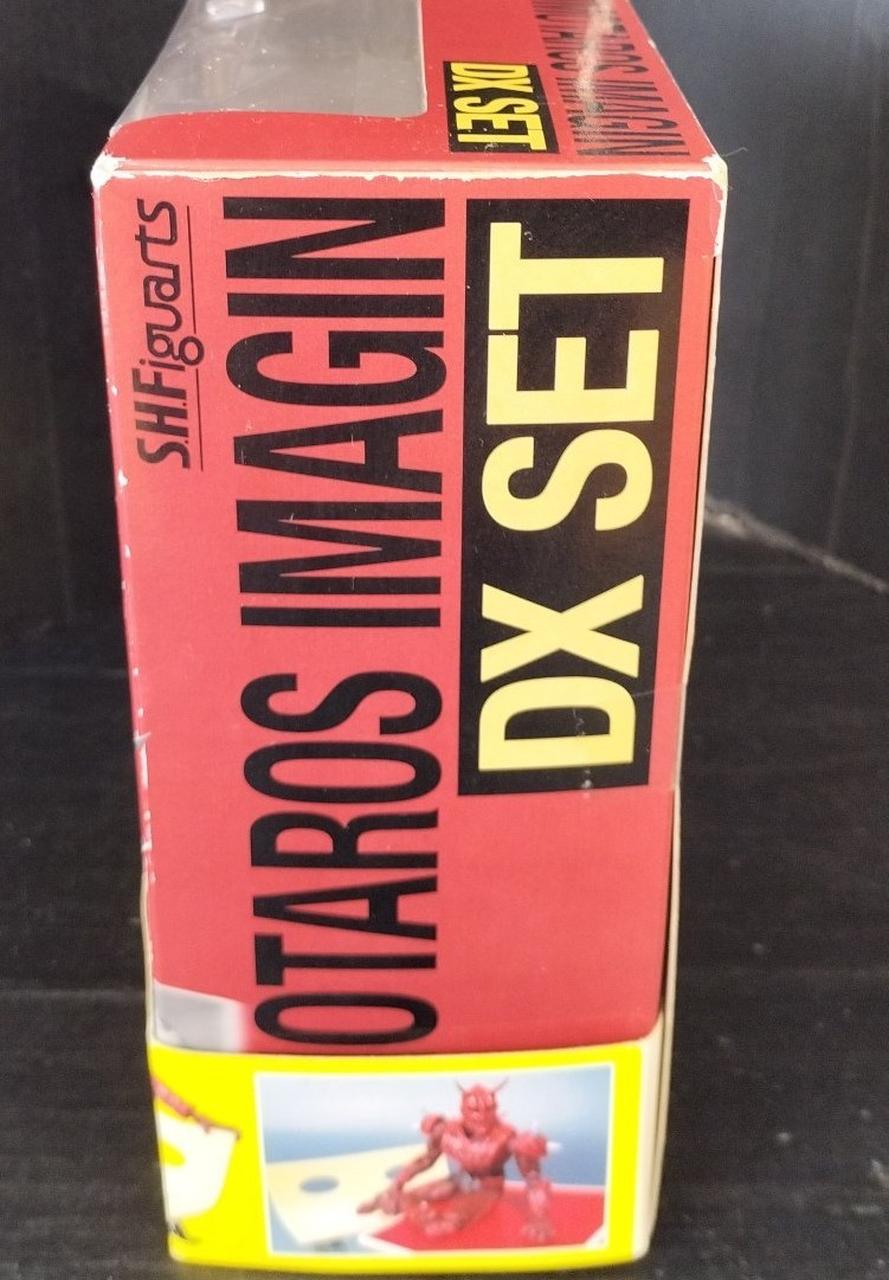 DX SET
S.H.Figuarts
OTAROS IMAGIN
DX SET